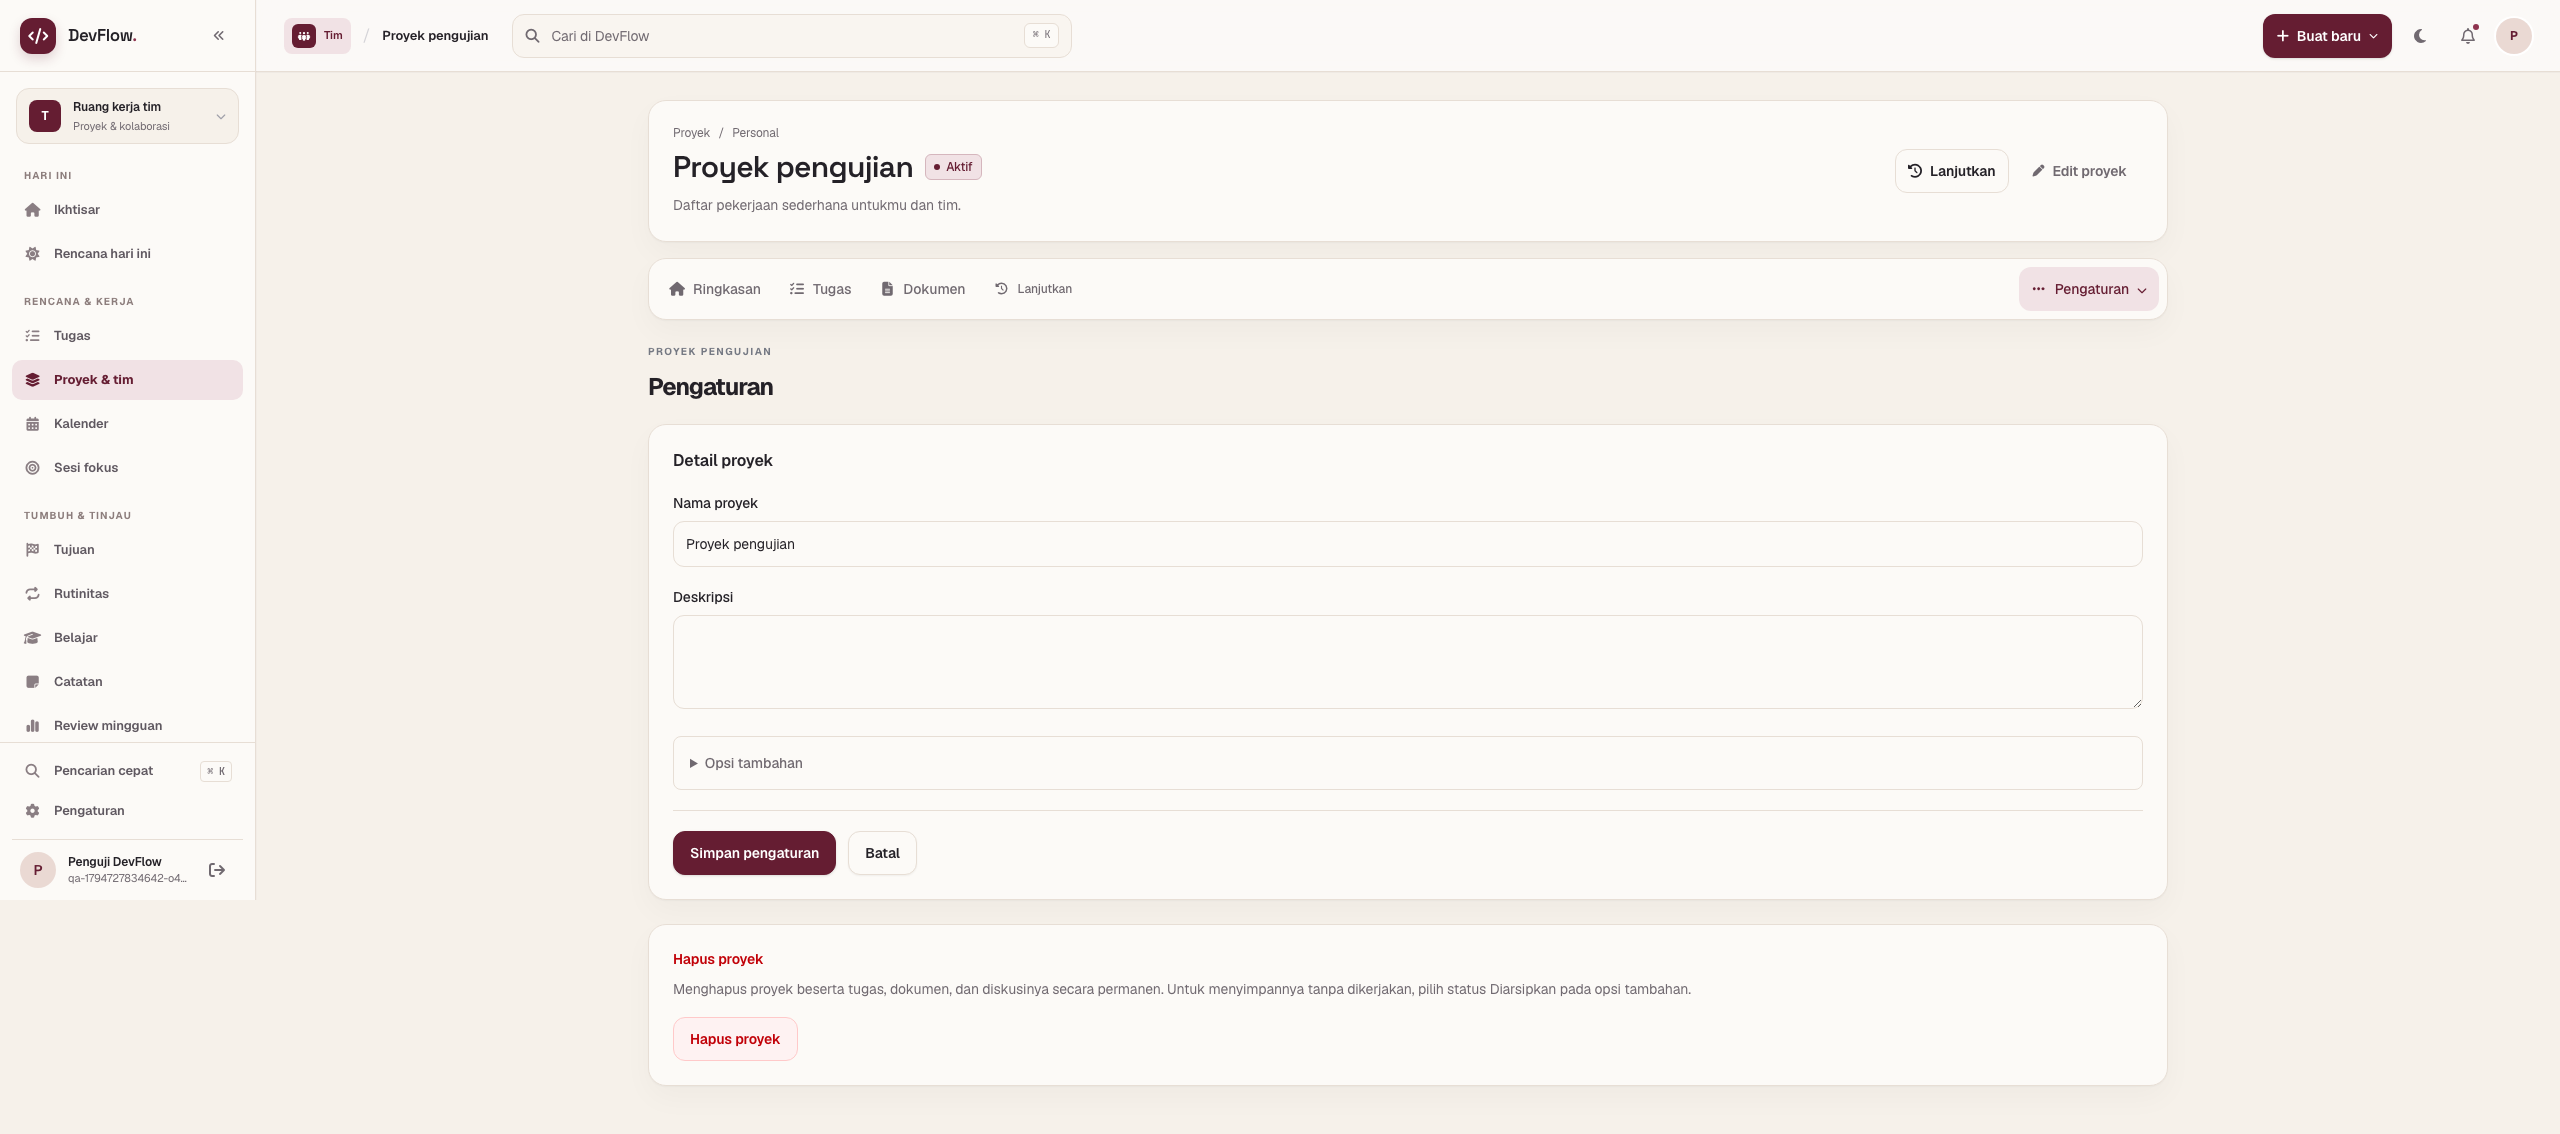 DevFlow.
Tim / Proyek pengujian
Cari di DevFlow
⌘ K
Buat baru
P
T
Ruang kerja tim
Proyek & kolaborasi
HARI INI
Ikhtisar
Rencana hari ini
RENCANA & KERJA
Tugas
Proyek & tim
Kalender
Sesi fokus
TUMBUH & TINJAU
Tujuan
Rutinitas
Belajar
Catatan
Review mingguan
Pencarian cepat
⌘ K
Pengaturan
P
Penguji DevFlow
qa-1794727834642-o4...
Proyek / Personal
Proyek pengujian
Aktif
Daftar pekerjaan sederhana untukmu dan tim.
Lanjutkan
Edit proyek
Ringkasan
Tugas
Dokumen
Lanjutkan
Pengaturan
PROYEK PENGUJIAN
Pengaturan
Detail proyek
Nama proyek
Proyek pengujian
Deskripsi
Opsi tambahan
Simpan pengaturan
Batal
Hapus proyek
Menghapus proyek beserta tugas, dokumen, dan diskusinya secara permanen. Untuk menyimpannya tanpa dikerjakan, pilih status Diarsipkan pada opsi tambahan.
Hapus proyek